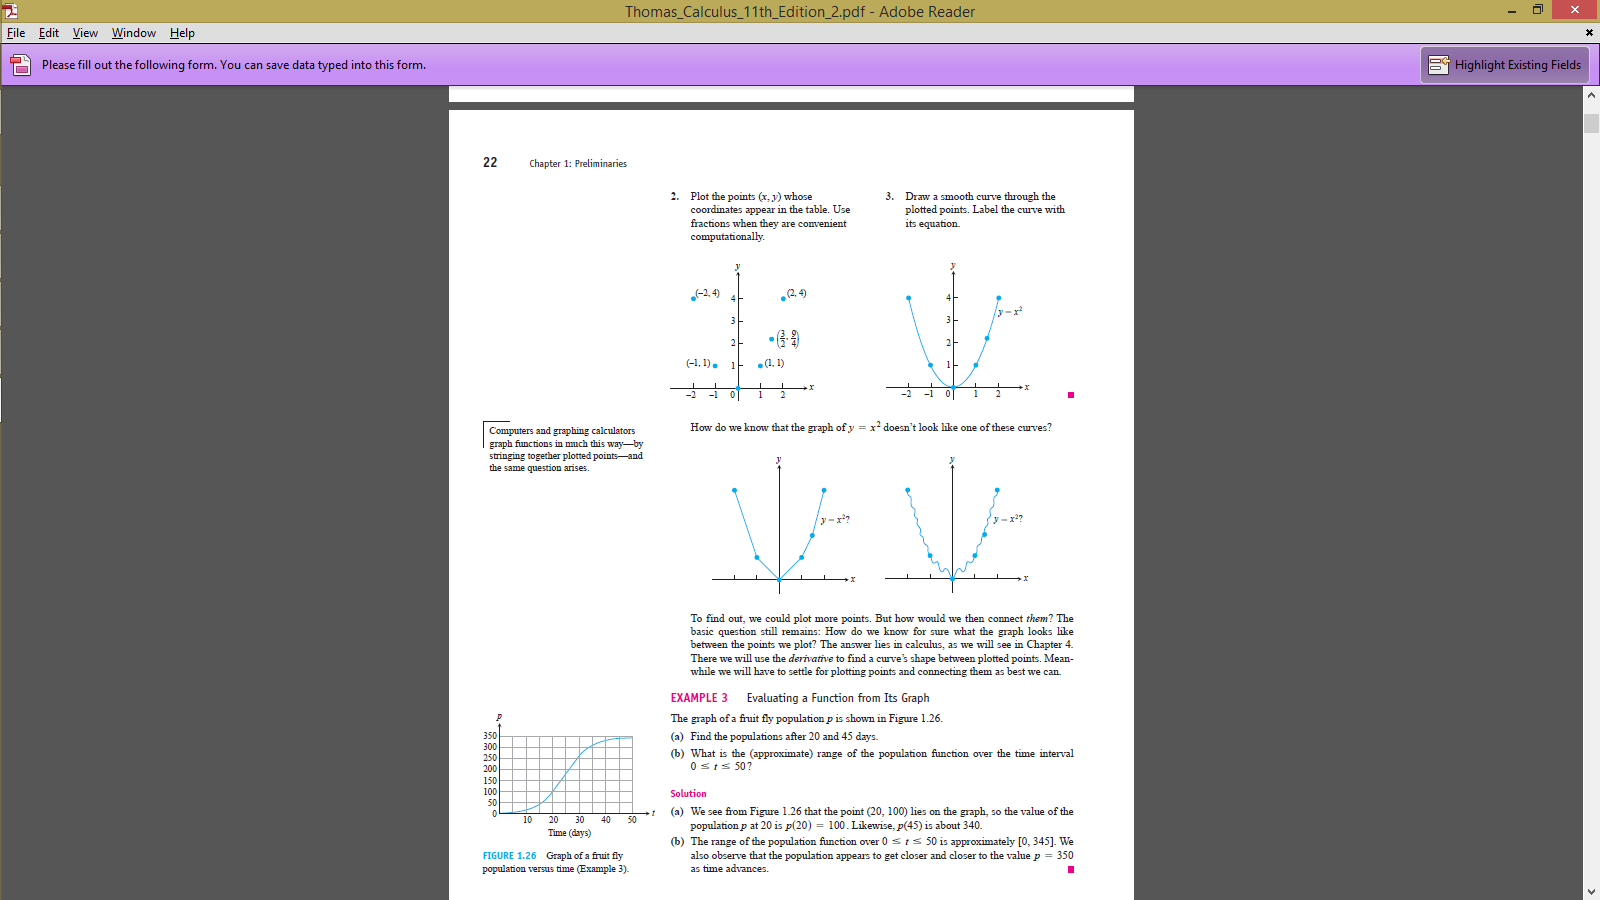 Thomas_Calculus_11th_Edition_2.pdf - Adobe Reader
File Edit View Window Help
Please fill out the following form. You can save data typed into this form.
Highlight Existing Fields
22 Chapter 1: Preliminaries
2. Plot the points (x, y) whose
coordinates appear in the table. Use
fractions when they are convenient
computationally.
3. Draw a smooth curve through the
plotted points. Label the curve with
its equation.
y
(–2, 4) 4 (2, 4)
3
2 (3/2, 9/4)
(–1, 1) 1 (1, 1)
x
–2 –1 0 1 2
y
4
y = x²
3
2
1
x
–2 –1 0 1 2
Computers and graphing calculators
graph functions in much this way—by
stringing together plotted points—and
the same question arises.
How do we know that the graph of y = x² doesn't look like one of these curves?
y
y = x²?
x
y
y = x²?
x
To find out, we could plot more points. But how would we then connect them? The
basic question still remains: How do we know for sure what the graph looks like
between the points we plot? The answer lies in calculus, as we will see in Chapter 4.
There we will use the derivative to find a curve's shape between plotted points. Mean-
while we will have to settle for plotting points and connecting them as best we can.
EXAMPLE 3 Evaluating a Function from Its Graph
The graph of a fruit fly population p is shown in Figure 1.26.
(a) Find the populations after 20 and 45 days.
(b) What is the (approximate) range of the population function over the time interval
0 ≤ t ≤ 50?
Solution
(a) We see from Figure 1.26 that the point (20, 100) lies on the graph, so the value of the
population p at 20 is p(20) = 100. Likewise, p(45) is about 340.
(b) The range of the population function over 0 ≤ t ≤ 50 is approximately [0, 345]. We
also observe that the population appears to get closer and closer to the value p = 350
as time advances.
p
350
300
250
200
150
100
50
0
10 20 30 40 50
t
Time (days)
FIGURE 1.26 Graph of a fruit fly
population versus time (Example 3).